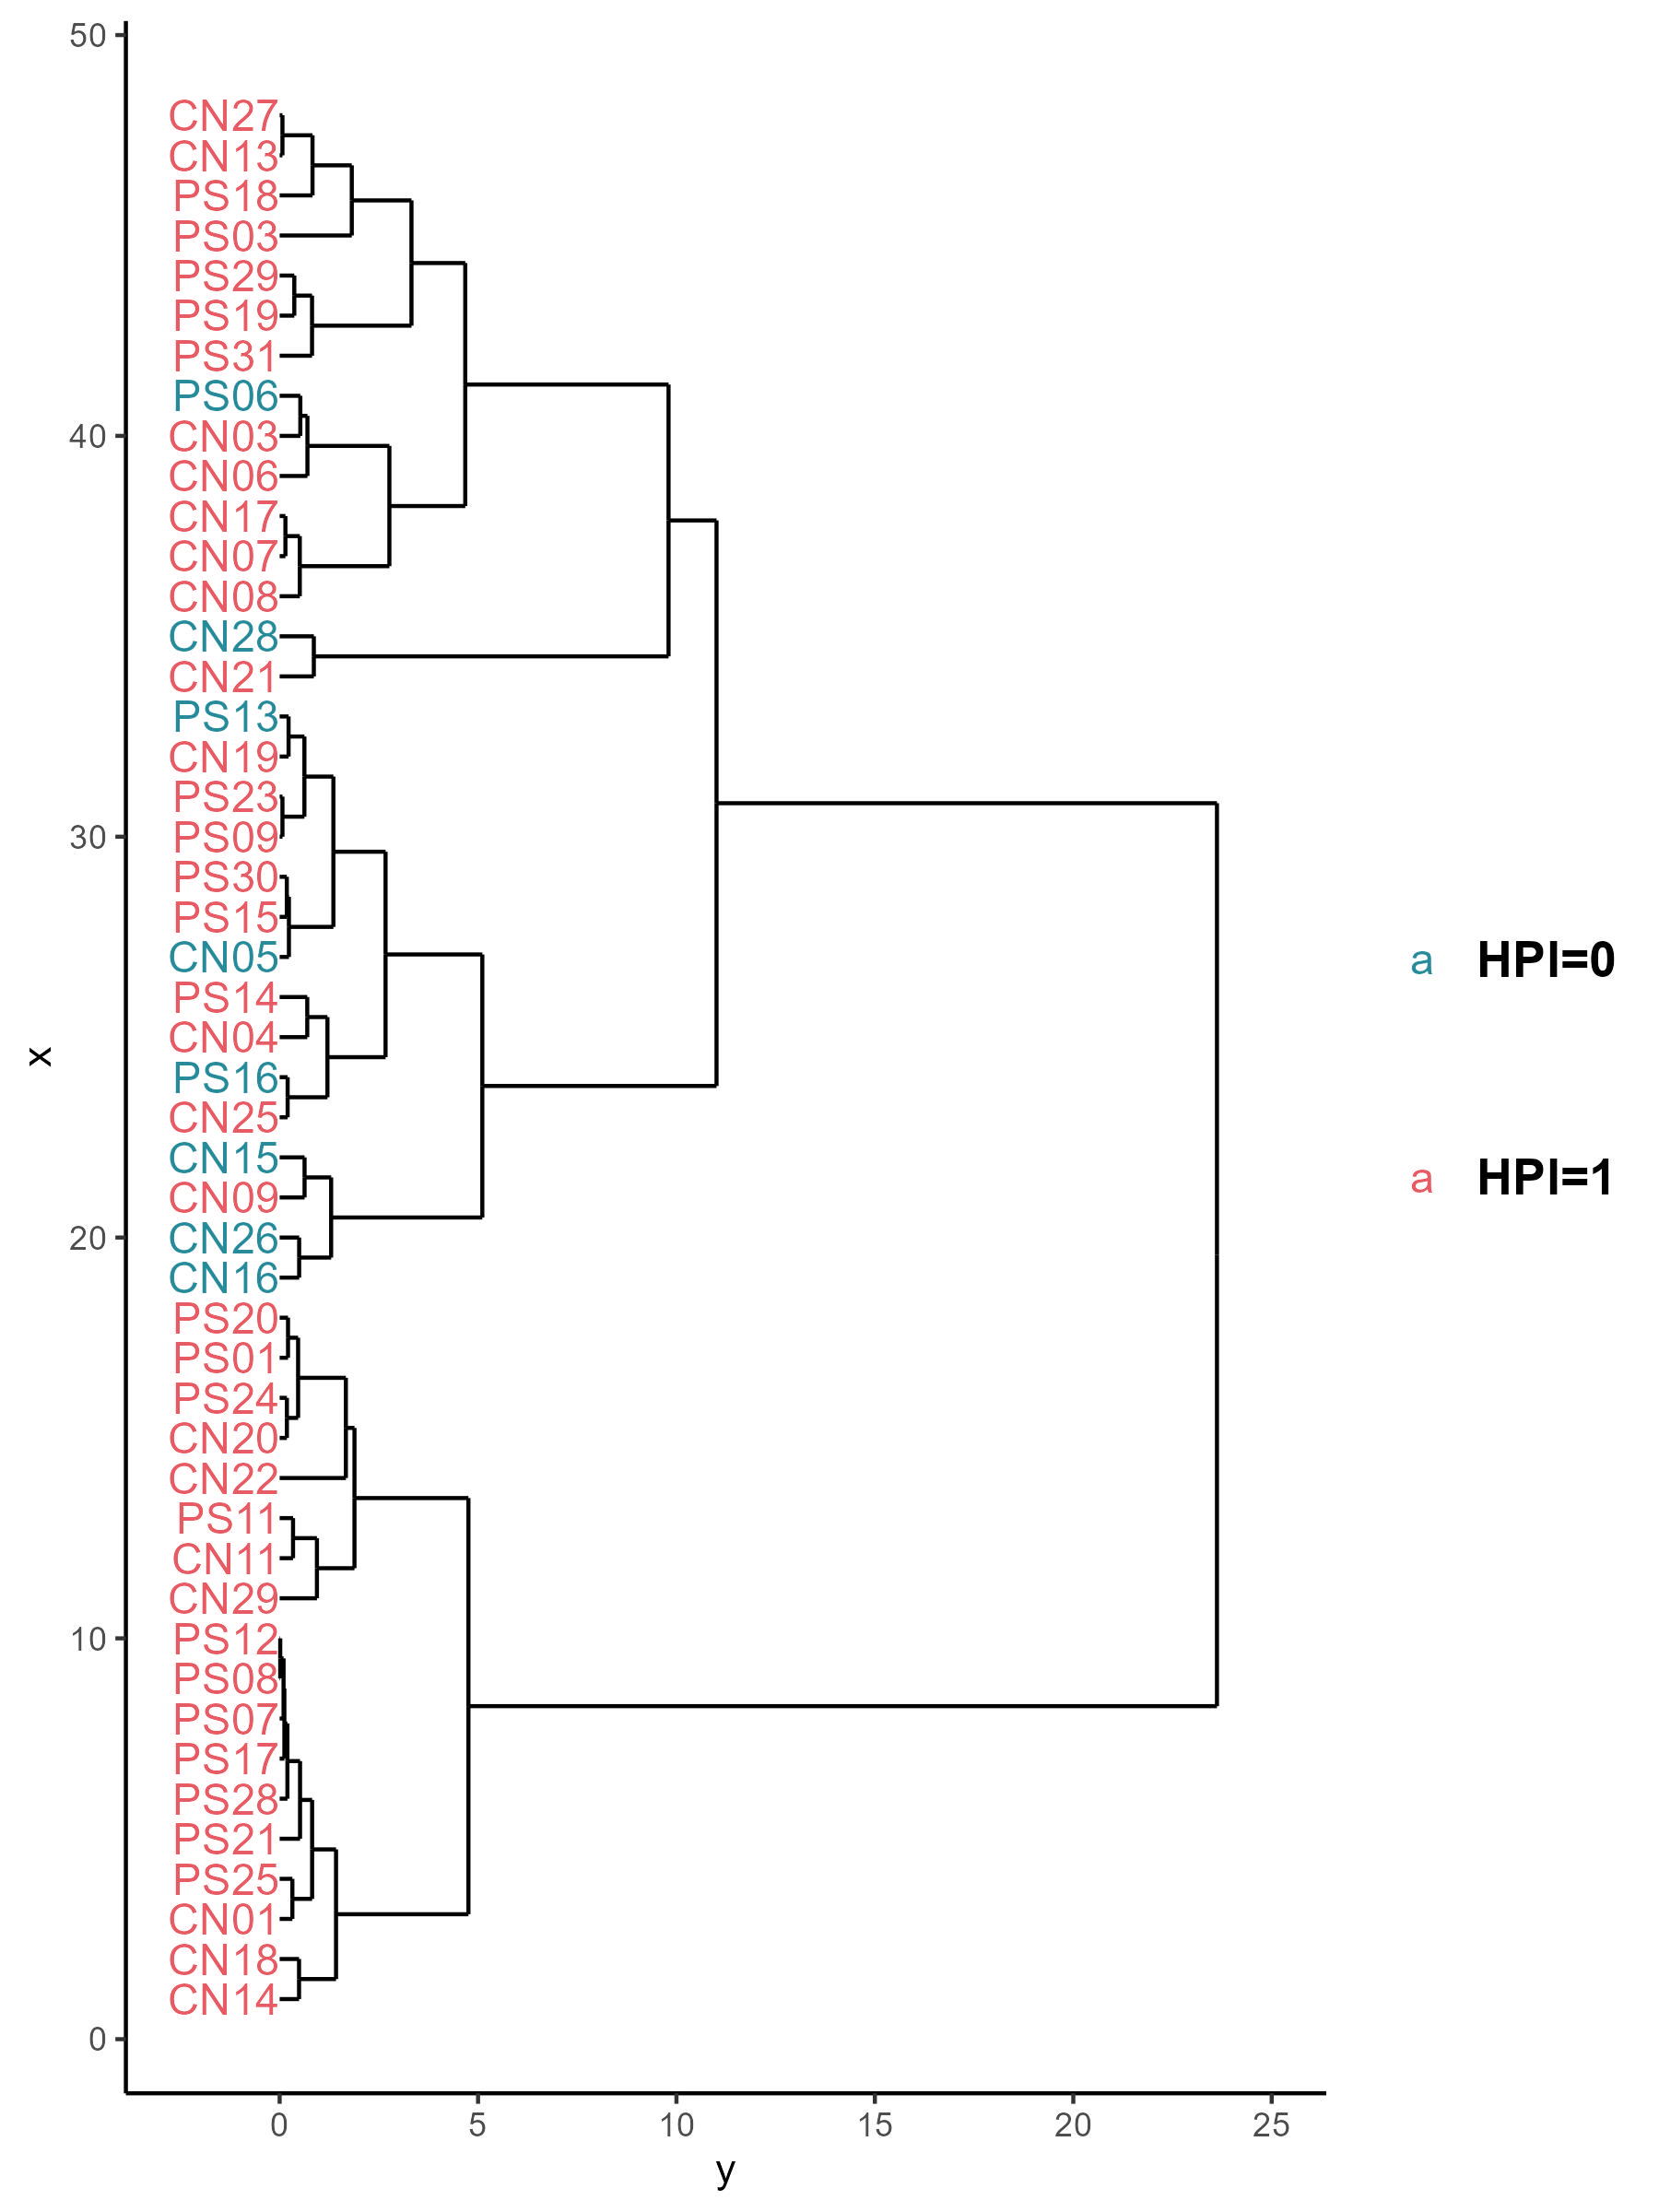 50
CN27
CN13
PS18
PS03
PS29
PS19
PS31
PS06
40
CN03
CN06
CN17
CN07
CN08
CN28
CN21
PS13
CN19
PS23
30
PS09
PS30
PS15
CN05
a HPI=0
PS14
CN04
x
PS16
CN25
CN15
a HPI=1
CN09
20
CN26
CN16
PS20
PS01
PS24
CN20
CN22
PS11
CN11
CN29
10
PS12
PS08
PS07
PS17
PS28
PS21
PS25
CN01
CN18
CN14
0
0 5 10 15 20 25
y